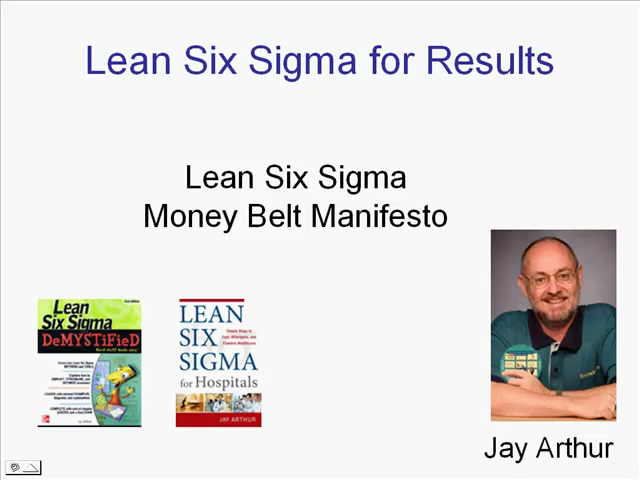 Lean Six Sigma for Results
Lean Six Sigma
Money Belt Manifesto
Lean
Six Sigma
DeMYSTiFieD
LEAN
SIX
SIGMA
for Hospitals
JAY ARTHUR
Jay Arthur